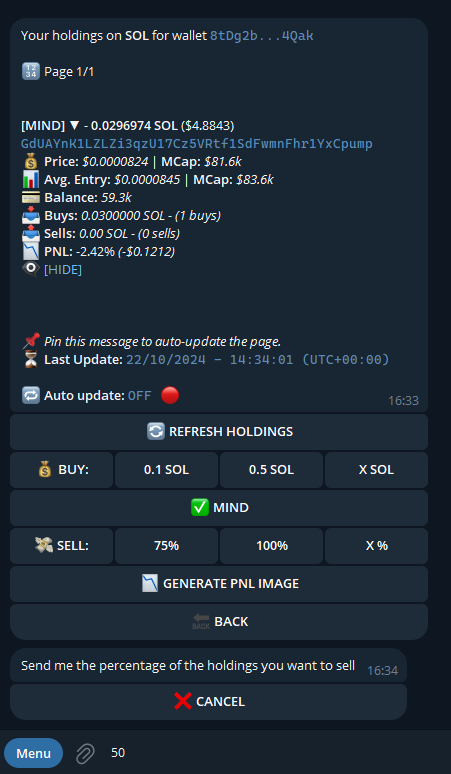 Your holdings on SOL for wallet 8tDg2b...4Qak
🔢 Page 1/1
[MIND] ▼ - 0.0296974 SOL ($4.8843)
GdUAYnK1LZLZi3qzU17Cz5VRtf1SdFwmnFhr1YxCpump
💰 Price: $0.0000824 | MCap: $81.6k
📊 Avg. Entry: $0.0000845 | MCap: $83.6k
💳 Balance: 59.3k
📥 Buys: 0.0300000 SOL - (1 buys)
📤 Sells: 0.00 SOL - (0 sells)
📉 PNL: -2.42% (-$0.1212)
👁‍🗨 [HIDE]
📌 Pin this message to auto-update the page.
⏳ Last Update: 22/10/2024 - 14:34:01 (UTC+00:00)
🔁 Auto update: OFF 🔴
16:33
🔄 REFRESH HOLDINGS
💰 BUY: 0.1 SOL 0.5 SOL X SOL
✅ MIND
💸 SELL: 75% 100% X %
📉 GENERATE PNL IMAGE
🔙 BACK
Send me the percentage of the holdings you want to sell 16:34
❌ CANCEL
Menu 50